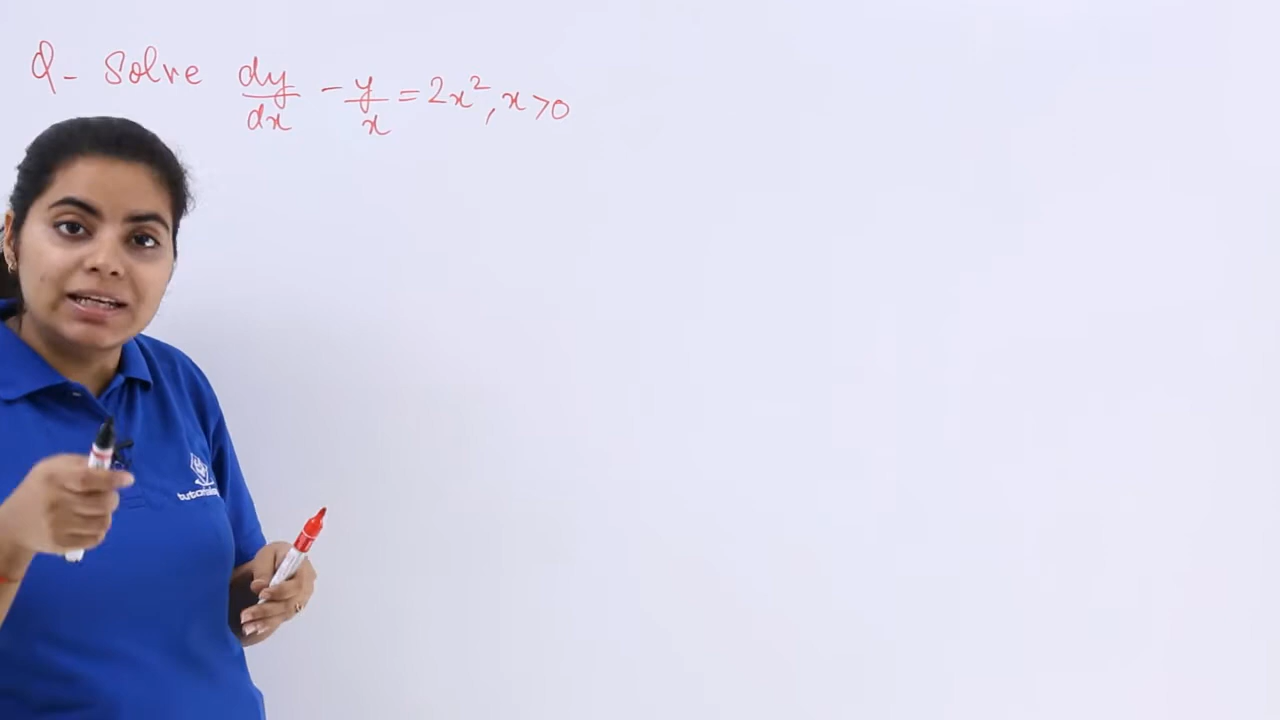 Q- Solve dy/dx - y/x = 2x², x>0